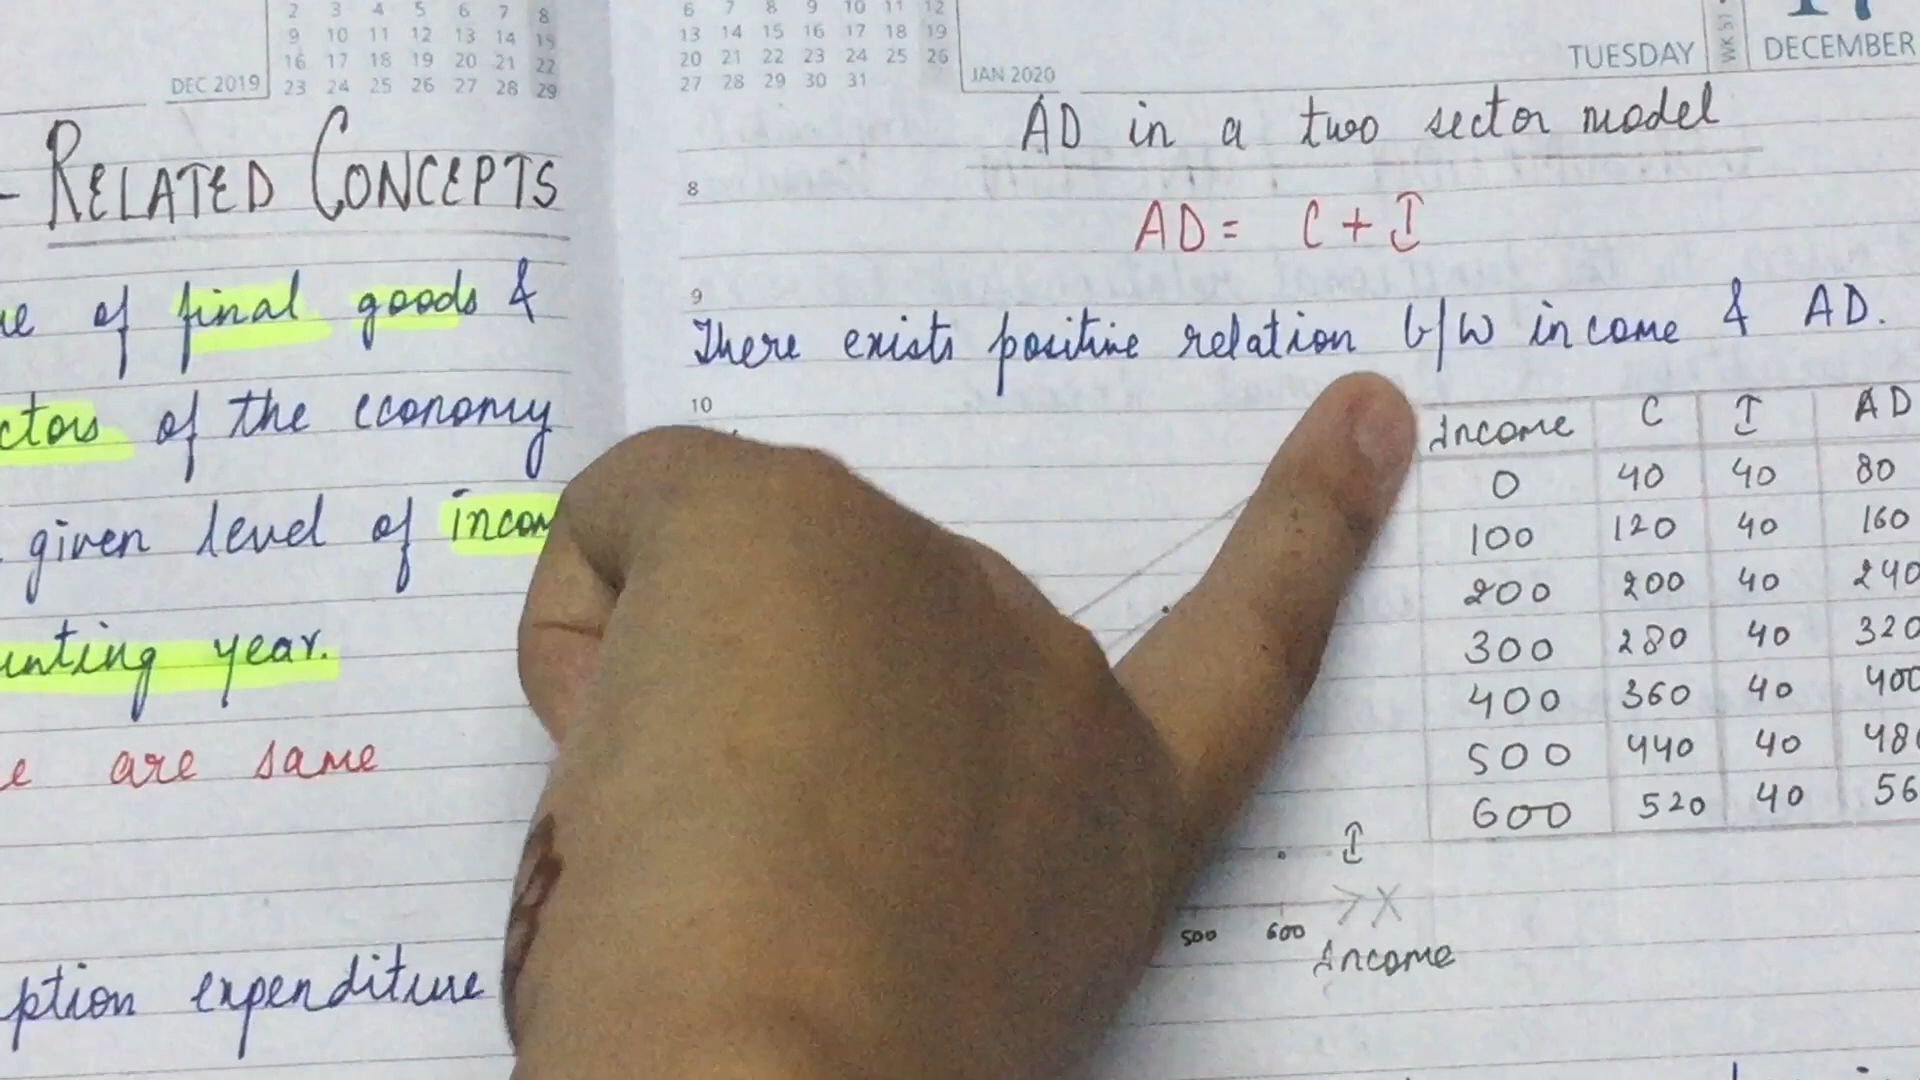 2 3 4 5 6 7 8
9 10 11 12 13 14 15
16 17 18 19 20 21 22
DEC 2019 23 24 25 26 27 28 29
- RELATED CONCEPTS
of final goods &
of the economy
given level of
year.
are same
expenditure
6 7 8 9 10 11 12
13 14 15 16 17 18 19
20 21 22 23 24 25 26
27 28 29 30 31 JAN 2020
TUESDAY WK 51 DECEMBER
AD in a two sector model
8
AD = C + I
9
There exists positive relation b/w income & AD.
10
Income C I AD
0 40 40 80
100 120 40 160
200 200 40 240
300 280 40 320
400 360 40 400
500 440 40 480
600 520 40 56
I
X
500 600
Income